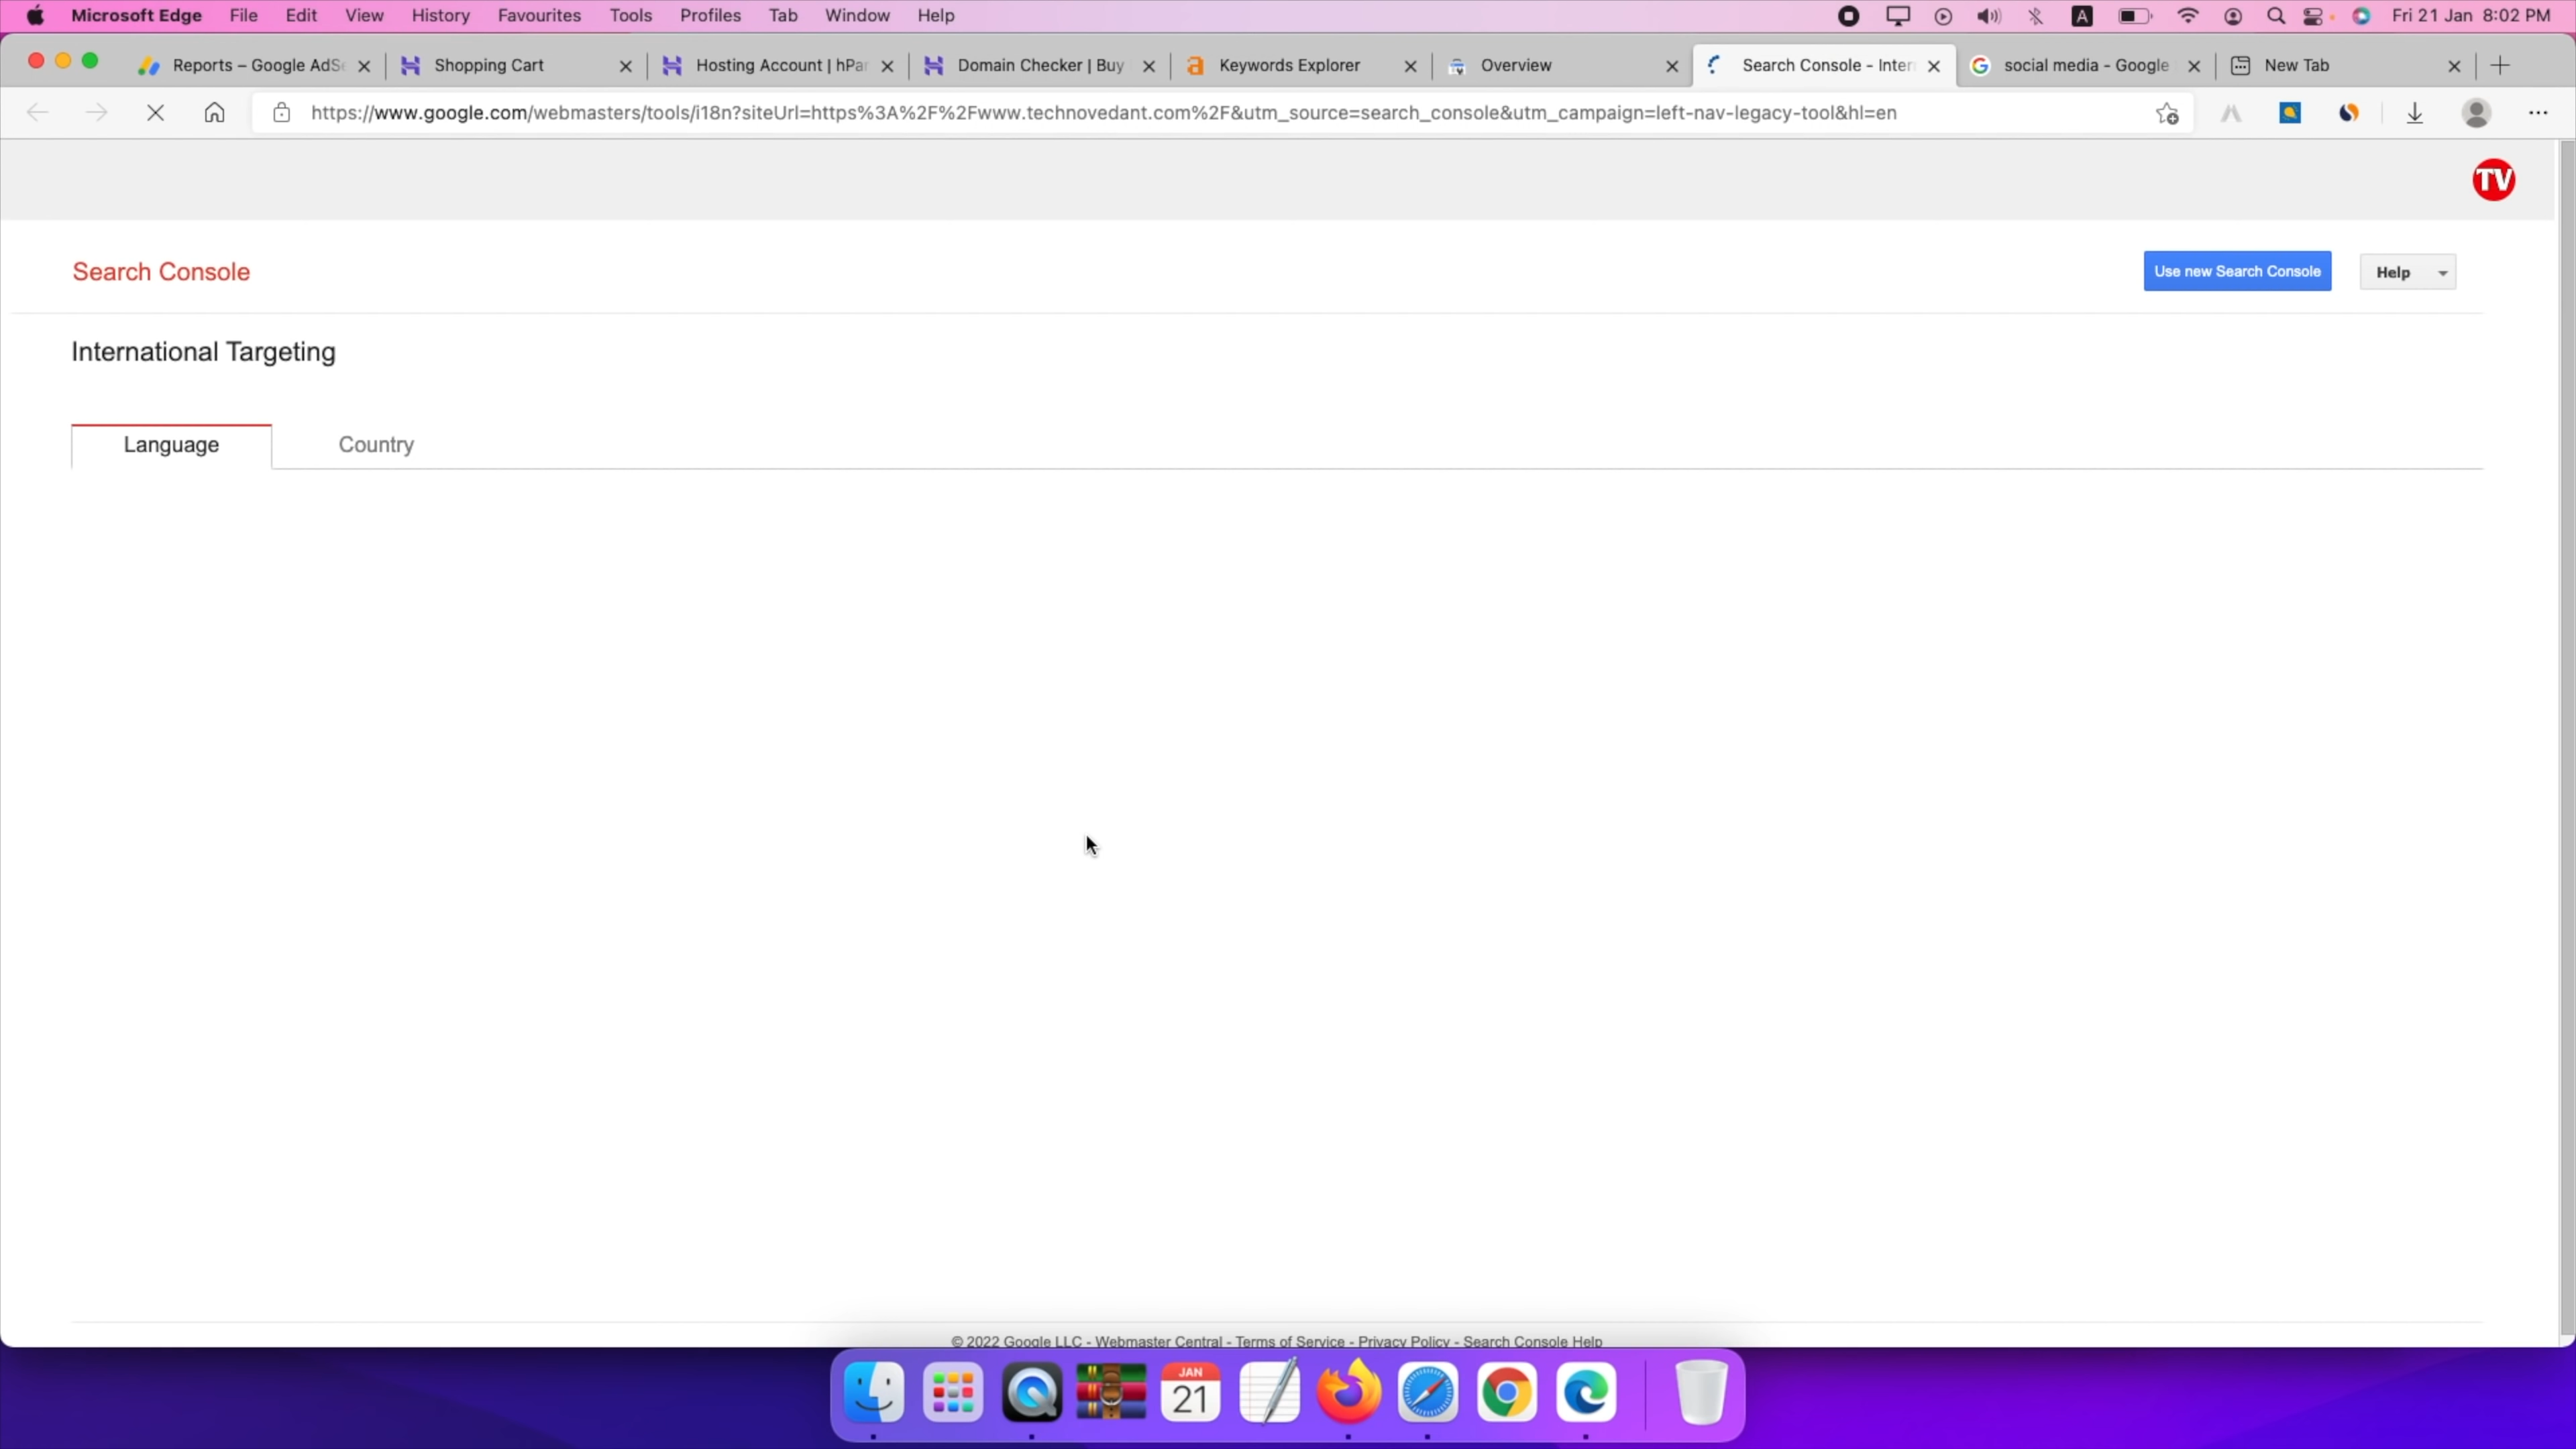 Microsoft Edge File Edit View History Favourites Tools Profiles Tab Window Help A Fri 21 Jan 8:02 PM
Reports – Google AdSe Shopping Cart Hosting Account | hPan Domain Checker | Buy a Keywords Explorer Overview Search Console - Inter G social media - Google New Tab
https://www.google.com/webmasters/tools/i18n?siteUrl=https%3A%2F%2Fwww.technovedant.com%2F&utm_source=search_console&utm_campaign=left-nav-legacy-tool&hl=en
TV
Search Console Use new Search Console Help
International Targeting
Language Country
© 2022 Google LLC - Webmaster Central - Terms of Service - Privacy Policy - Search Console Help
JAN
21